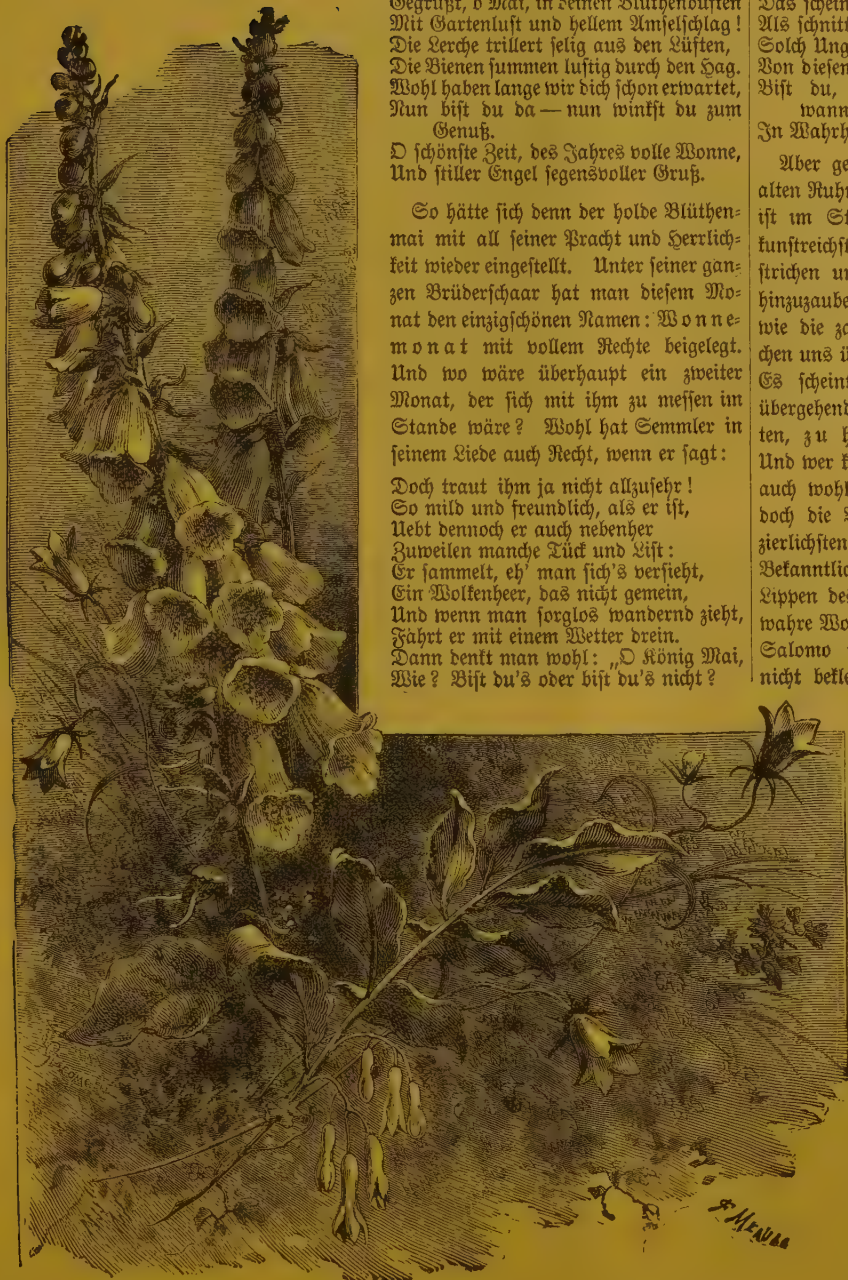 Gegrüßt, o Mai, in deinen Blüthendüften
Mit Gartenluft und hellem Amselschlag!
Die Lerche trillert selig aus den Lüften,
Die Bienen summen lustig durch den Hag.
Wohl haben lange wir dich schon erwartet,
Nun bist du da — nun winkst du zum
Genuß.
O schönste Zeit, des Jahres volle Wonne,
Und stiller Engel segensvoller Gruß.
So hätte sich denn der holde Blüthen-
mai mit all seiner Pracht und Herrlich-
keit wieder eingestellt. Unter seiner gan-
zen Brüderschaar hat man diesem Mo-
nat den einzigschönen Namen: Wonne-
monat mit vollem Rechte beigelegt.
Und wo wäre überhaupt ein zweiter
Monat, der sich mit ihm zu messen im
Stande wäre? Wohl hat Semmler in
seinem Liede auch Recht, wenn er sagt:
Doch traut ihm ja nicht allzusehr!
So mild und freundlich, als er ist,
Uebt dennoch er auch nebenher
Zuweilen manche Tück und List:
Er sammelt, eh' man sich's versieht,
Ein Wolkenheer, das nicht gemein,
Und wenn man sorglos wandernd zieht,
Fährt er mit einem Wetter drein.
Dann denkt man wohl: „O König Mai,
Wie? Bist du's oder bist du's nicht?
Das schein
Als schnitt
Solch Ung
Von diesen
Bist du,
wann
In Wahrh
Aber ge
alten Ruh
ist im St
kunstreichst
strichen un
hinzuzaube
wie die za
chen uns ü
Es scheint
übergehend
ten, zu h
Und wer k
auch wohl
doch die
zierlichsten
Bekanntlic
Lippen des
wahre Wo
Salomo
nicht bekle